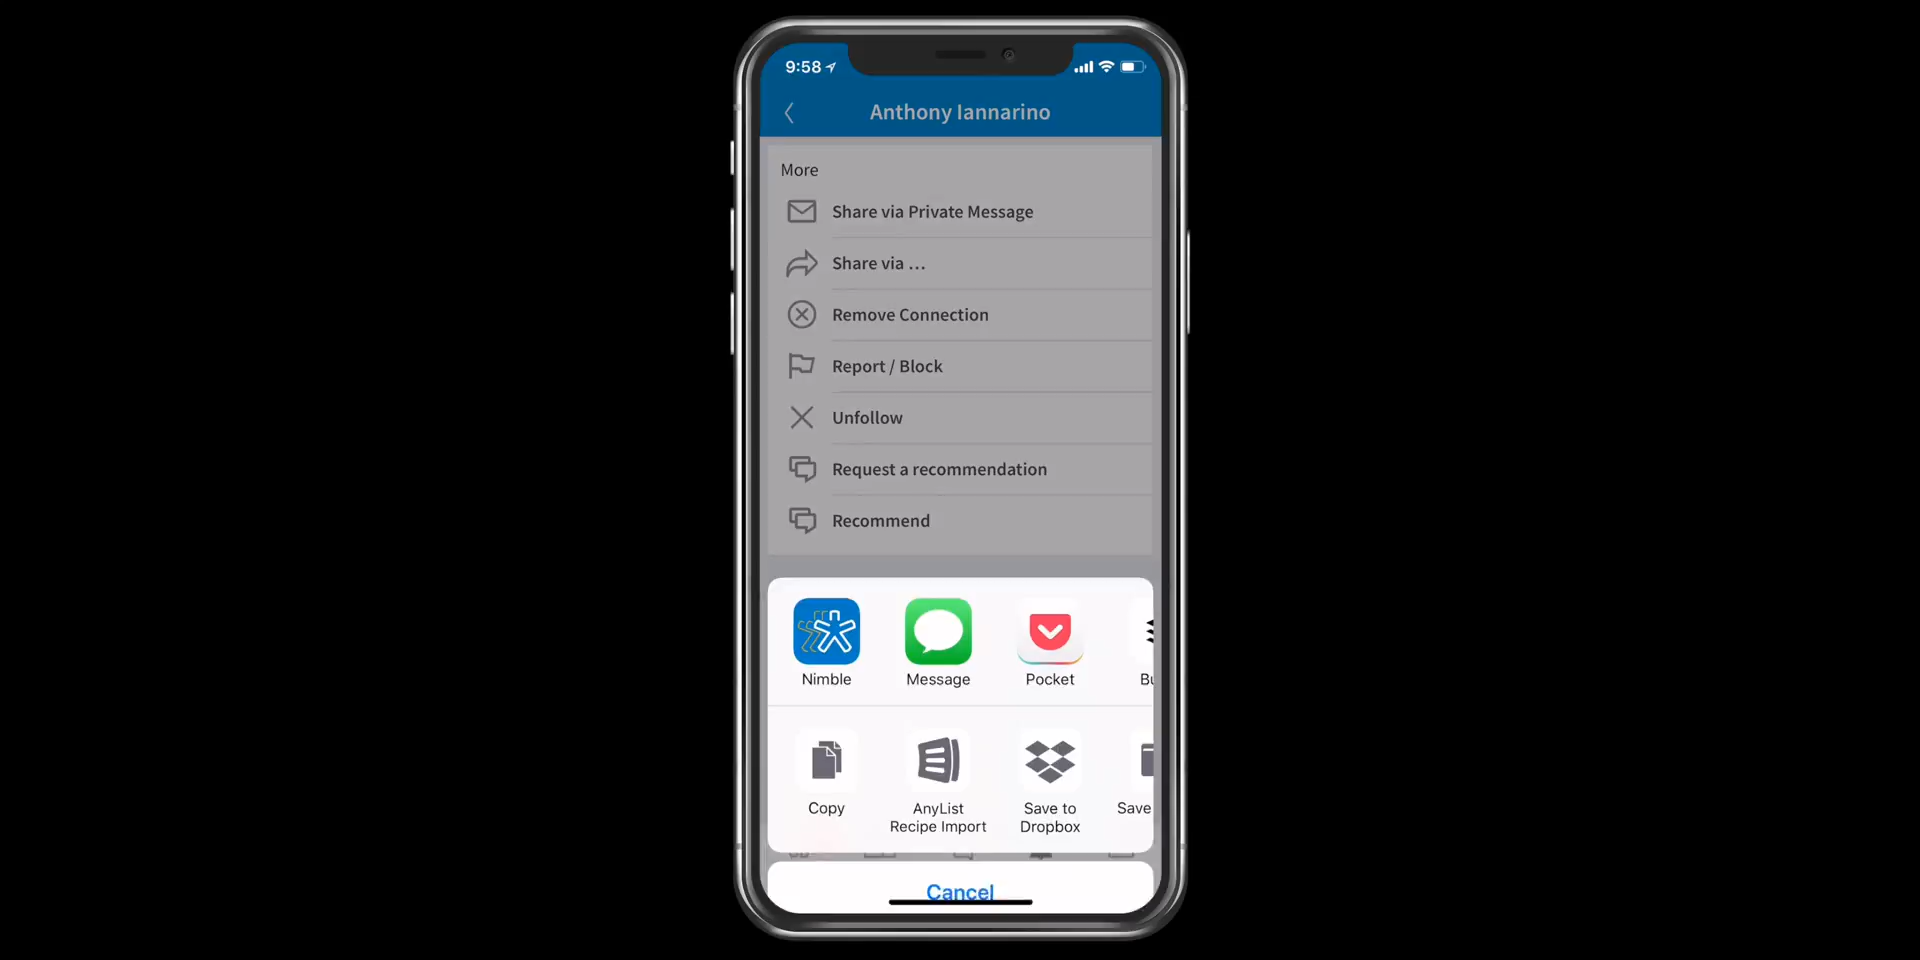 9:58
Anthony Iannarino
More
Share via Private Message
Share via ...
Remove Connection
Report / Block
Unfollow
Request a recommendation
Recommend
Nimble
Message
Pocket
Copy
AnyList
Recipe Import
Save to
Dropbox
Save
Cancel